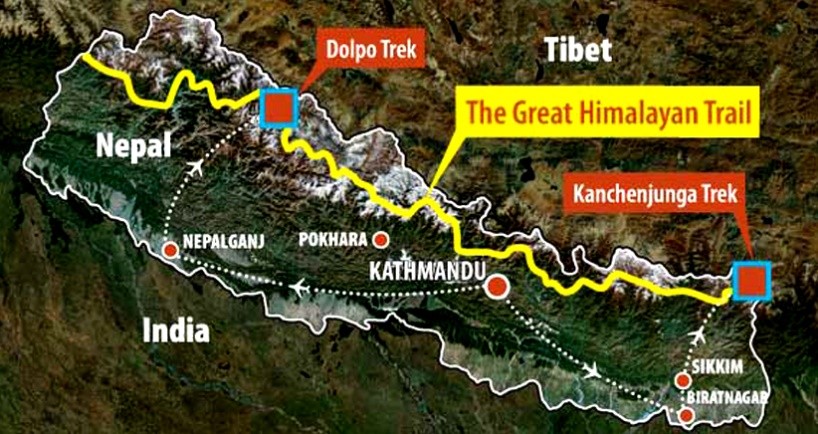 Dolpo Trek
Tibet
The Great Himalayan Trail
Nepal
Kanchenjunga Trek
NEPALGANJ
POKHARA
KATHMANDU
India
SIKKIM
BIRATNAGAR